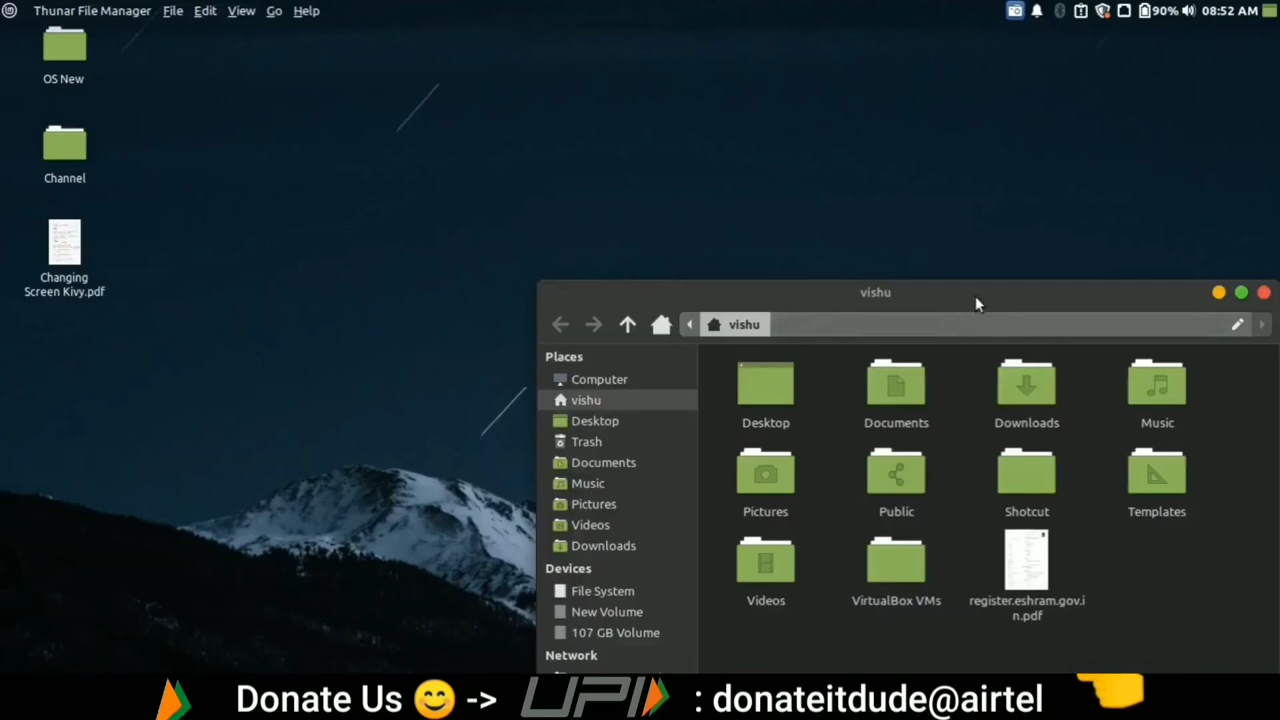 Thunar File Manager File Edit View Go Help 90% 08:52 AM
OS New
Channel
Changing
Screen Kivy.pdf
vishu
vishu
Places
Computer
vishu
Desktop
Trash
Documents
Music
Pictures
Videos
Downloads
Devices
File System
New Volume
107 GB Volume
Network
Desktop Documents Downloads Music
Pictures Public Shotcut Templates
Videos VirtualBox VMs register.eshram.gov.i
n.pdf
Donate Us 😊 -> UPI : donateitdude@airtel